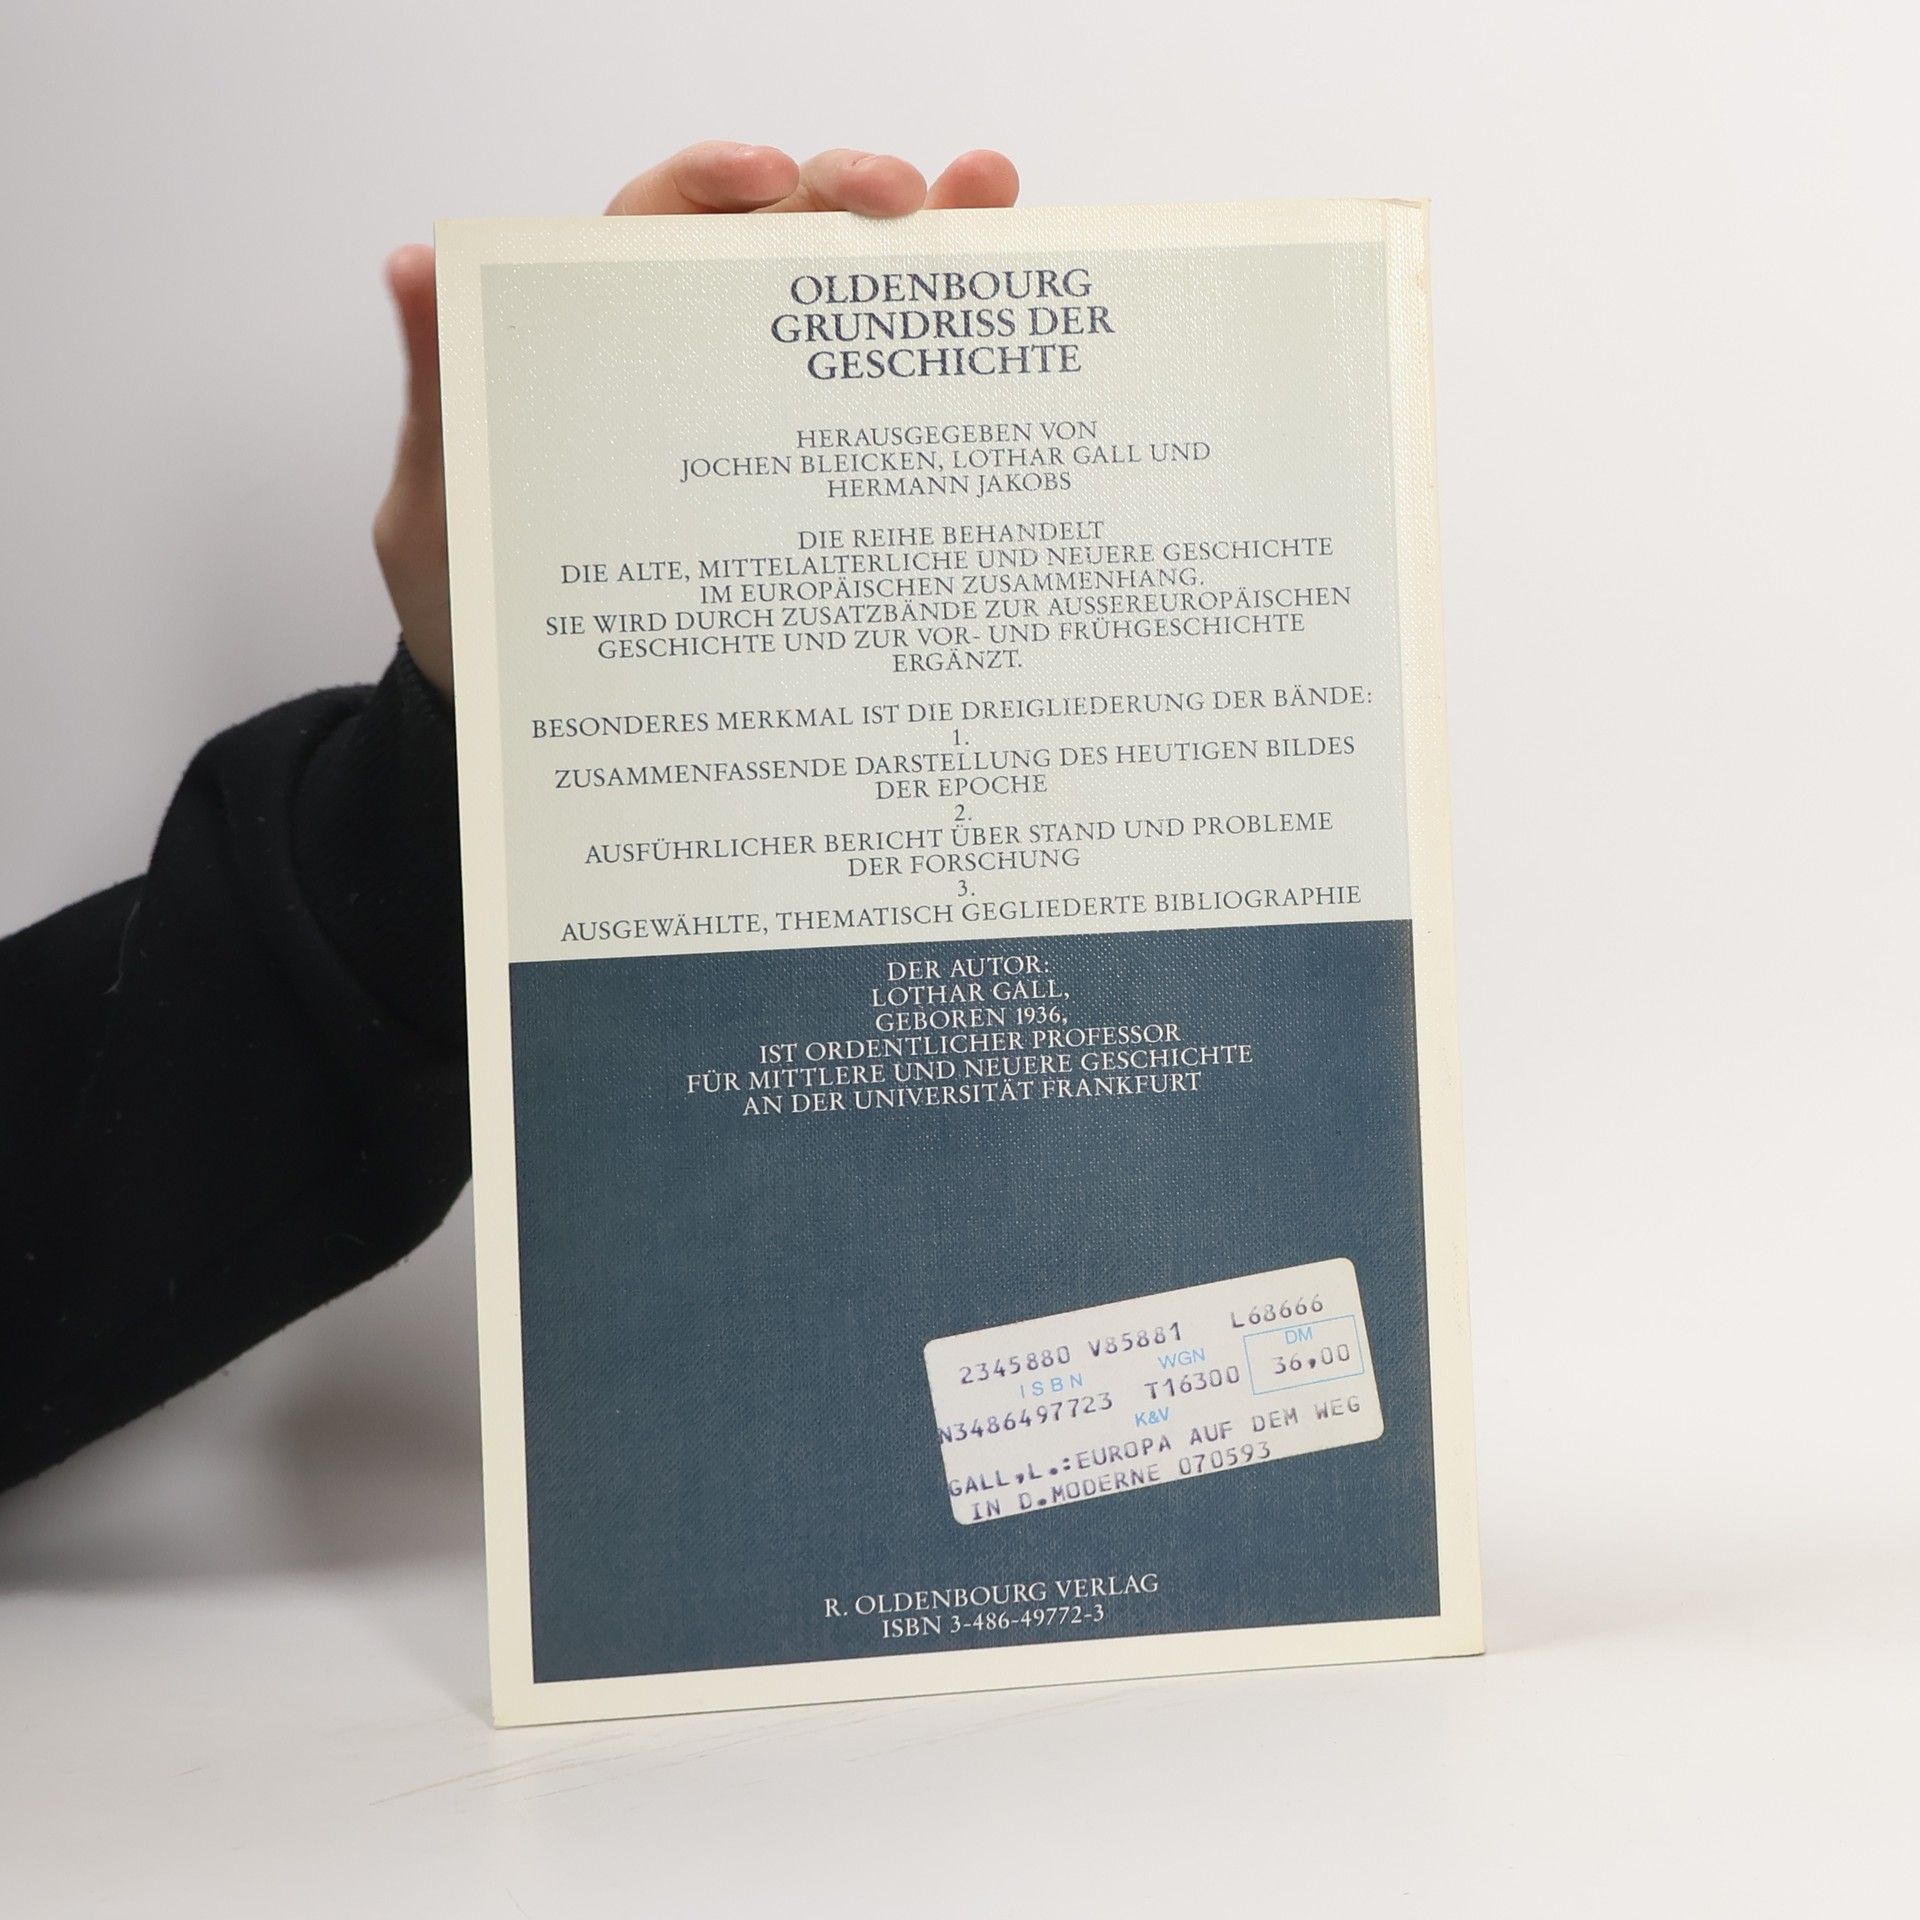 OLDENBOURG
GRUNDRISS DER
GESCHICHTE
HERAUSGEGEBEN VON
JOCHEN BLEICKEN, LOTHAR GALL UND
HERMANN JAKOBS
DIE REIHE BEHANDELT
DIE ALTE, MITTELALTERLICHE UND NEUERE GESCHICHTE
IM EUROPÄISCHEN ZUSAMMENHANG.
SIE WIRD DURCH ZUSATZBÄNDE ZUR AUSSEREUROPÄISCHEN
GESCHICHTE UND ZUR VOR- UND FRÜHGESCHICHTE
ERGÄNZT.
BESONDERES MERKMAL IST DIE DREIGLIEDERUNG DER BÄNDE:
1.
ZUSAMMENFASSENDE DARSTELLUNG DES HEUTIGEN BILDES
DER EPOCHE
2.
AUSFÜHRLICHER BERICHT ÜBER STAND UND PROBLEME
DER FORSCHUNG
3.
AUSGEWÄHLTE, THEMATISCH GEGLIEDERTE BIBLIOGRAPHIE
DER AUTOR:
LOTHAR GALL,
GEBOREN 1936,
IST ORDENTLICHER PROFESSOR
FÜR MITTLERE UND NEUERE GESCHICHTE
AN DER UNIVERSITÄT FRANKFURT
2345880 V85881 L68666
ISBN WGN DM
N3486497723 T16300 36,00
K&V
GALL,L.:EUROPA AUF DEM WEG
IN D.MODERNE 070593
R. OLDENBOURG VERLAG
ISBN 3-486-49772-3